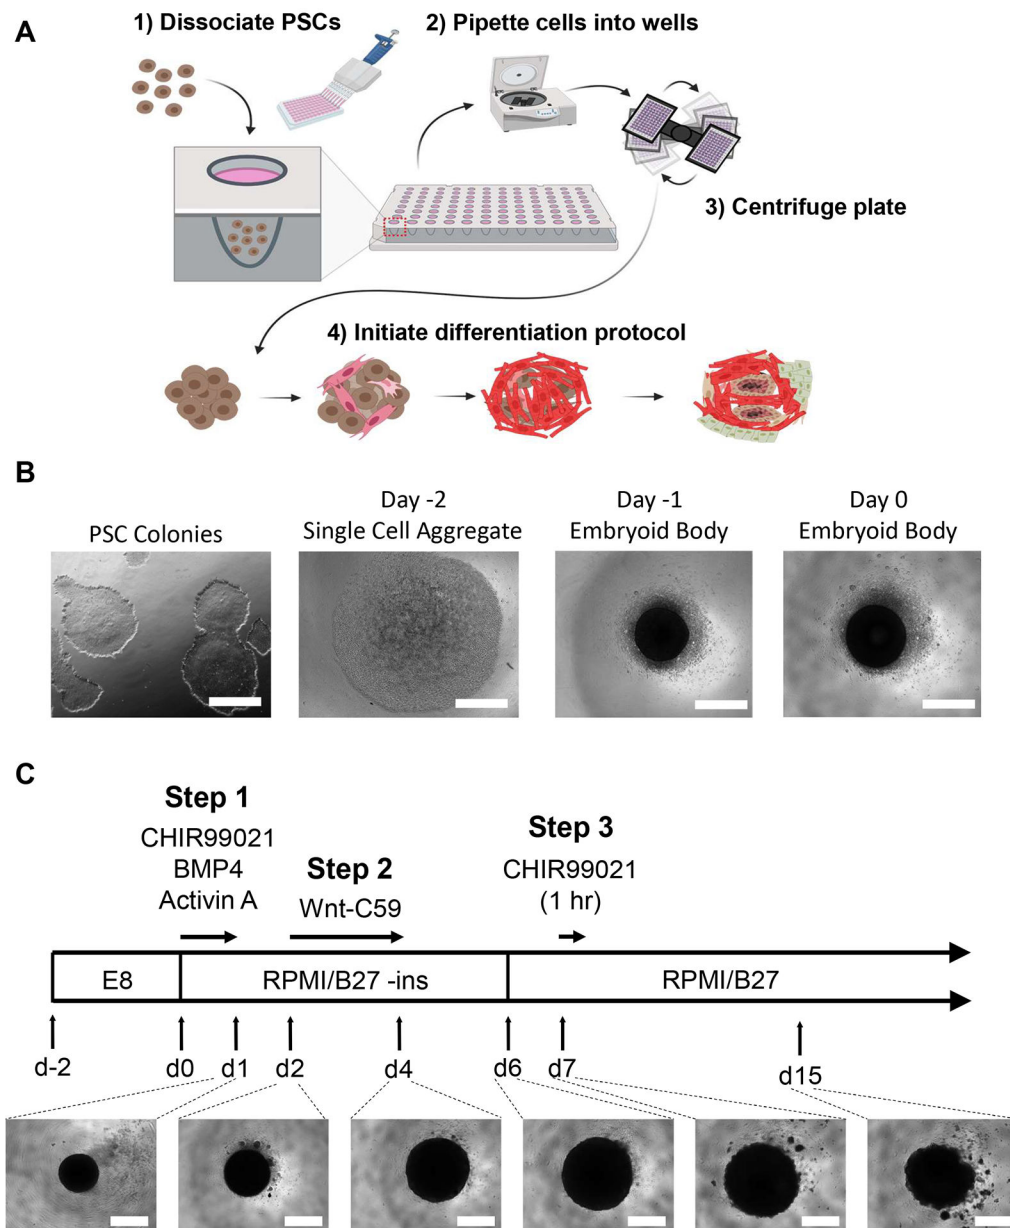 A
1) Dissociate PSCs
2) Pipette cells into wells
3) Centrifuge plate
4) Initiate differentiation protocol
B
PSC Colonies
Day -2
Single Cell Aggregate
Day -1
Embryoid Body
Day 0
Embryoid Body
C
Step 1
CHIR99021
BMP4
Activin A
Step 2
Wnt-C59
Step 3
CHIR99021
(1 hr)
E8
RPMI/B27 -ins
RPMI/B27
d-2
d0
d1
d2
d4
d6
d7
d15